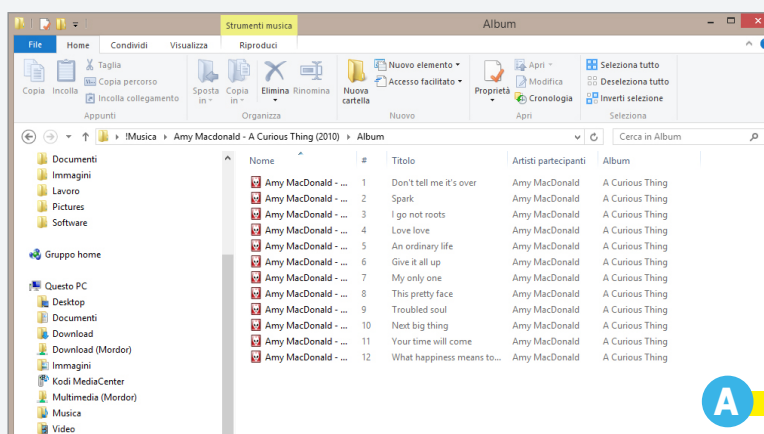 Strumenti musica
Album
File Home Condividi Visualizza Riproduci
Copia
Incolla
Taglia
Copia percorso
Incolla collegamento
Appunti
Sposta in
Copia in
Elimina
Rinomina
Organizza
Nuova cartella
Nuovo elemento
Accesso facilitato
Nuovo
Proprietà
Apri
Modifica
Cronologia
Apri
Seleziona tutto
Deseleziona tutto
Inverti selezione
Seleziona
!Musica Amy Macdonald - A Curious Thing (2010) Album
Cerca in Album
Documenti
Immagini
Lavoro
Pictures
Software
Gruppo home
Questo PC
Desktop
Documenti
Download
Download (Mordor)
Immagini
Kodi MediaCenter
Multimedia (Mordor)
Musica
Video
Nome # Titolo Artisti partecipanti Album
Amy MacDonald - ... 1 Don't tell me it's over Amy MacDonald A Curious Thing
Amy MacDonald - ... 2 Spark Amy MacDonald A Curious Thing
Amy MacDonald - ... 3 I go not roots Amy MacDonald A Curious Thing
Amy MacDonald - ... 4 Love love Amy MacDonald A Curious Thing
Amy MacDonald - ... 5 An ordinary life Amy MacDonald A Curious Thing
Amy MacDonald - ... 6 Give it all up Amy MacDonald A Curious Thing
Amy MacDonald - ... 7 My only one Amy MacDonald A Curious Thing
Amy MacDonald - ... 8 This pretty face Amy MacDonald A Curious Thing
Amy MacDonald - ... 9 Troubled soul Amy MacDonald A Curious Thing
Amy MacDonald - ... 10 Next big thing Amy MacDonald A Curious Thing
Amy MacDonald - ... 11 Your time will come Amy MacDonald A Curious Thing
Amy MacDonald - ... 12 What happiness means to... Amy MacDonald A Curious Thing
A